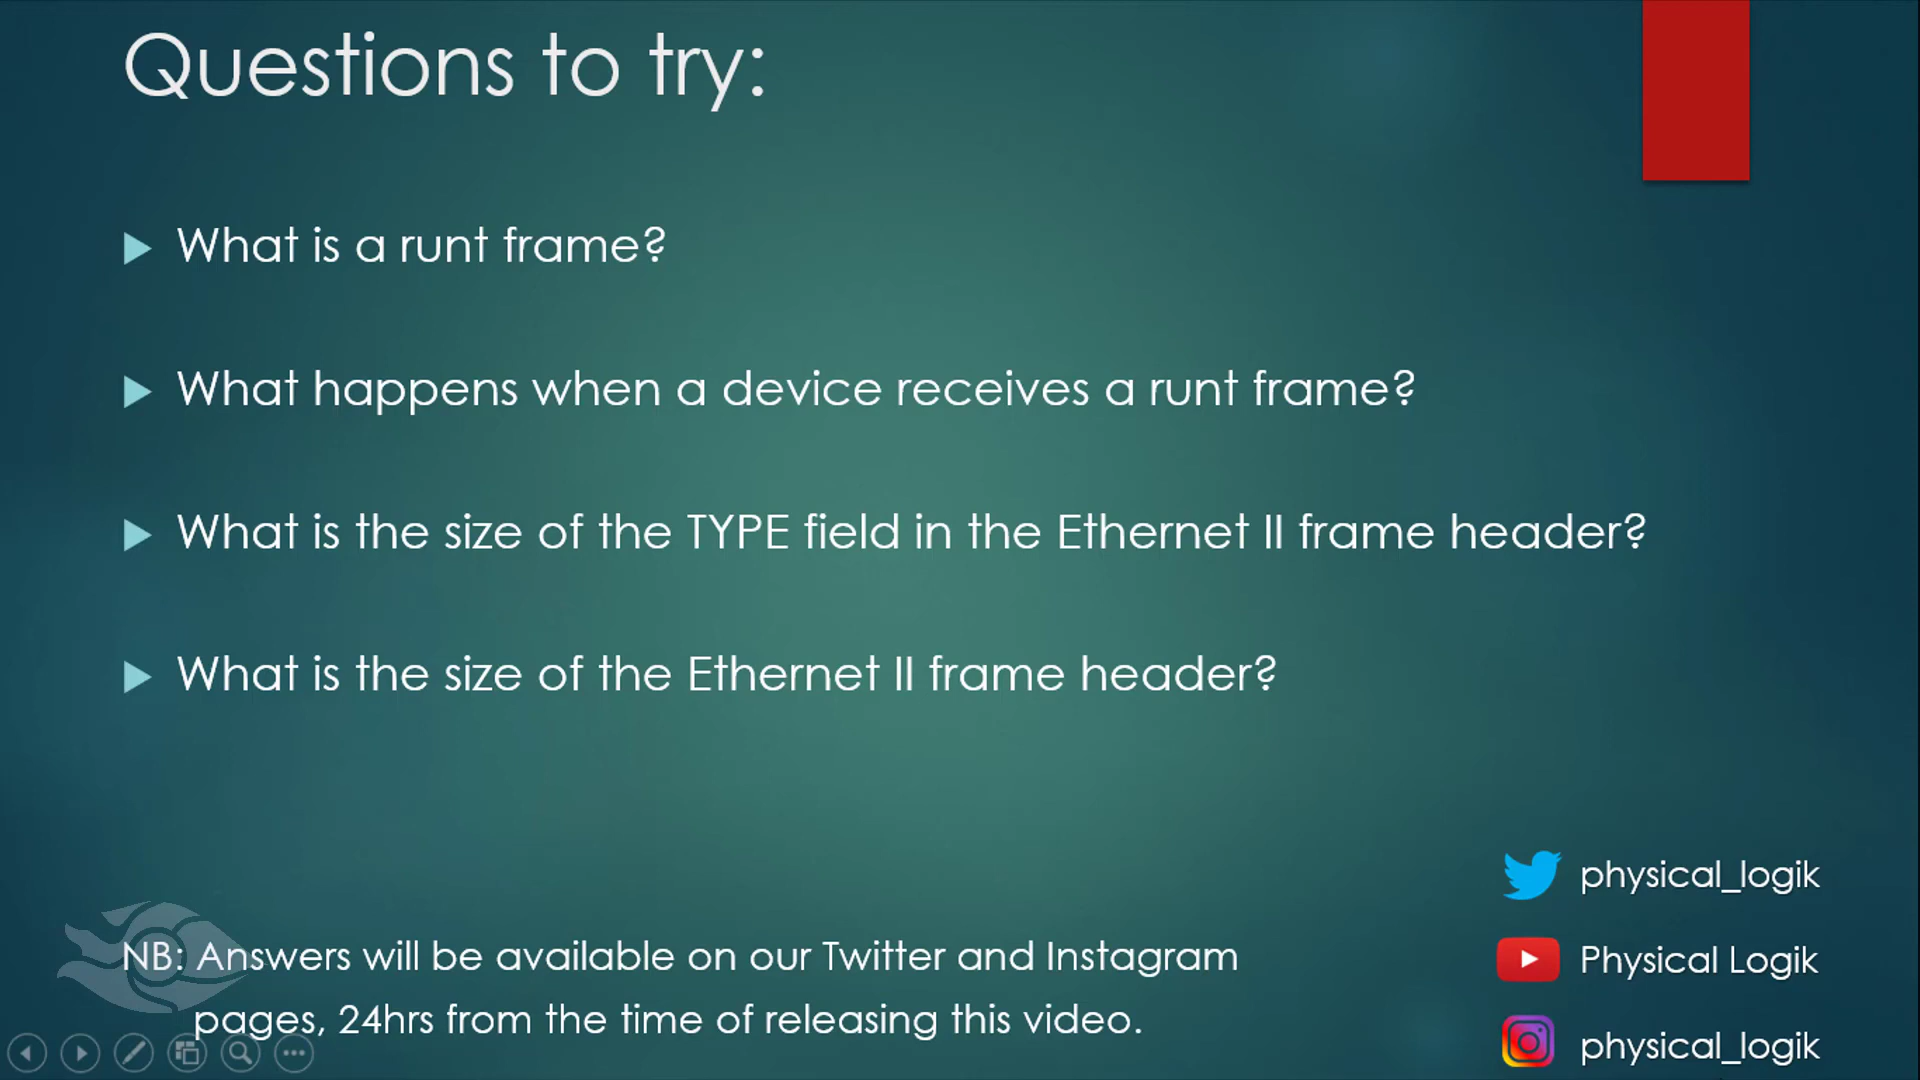 Questions to try:
What is a runt frame?
What happens when a device receives a runt frame?
What is the size of the TYPE field in the Ethernet II frame header?
What is the size of the Ethernet II frame header?
NB: Answers will be available on our Twitter and Instagram
pages, 24hrs from the time of releasing this video.
physical_logik
Physical Logik
physical_logik